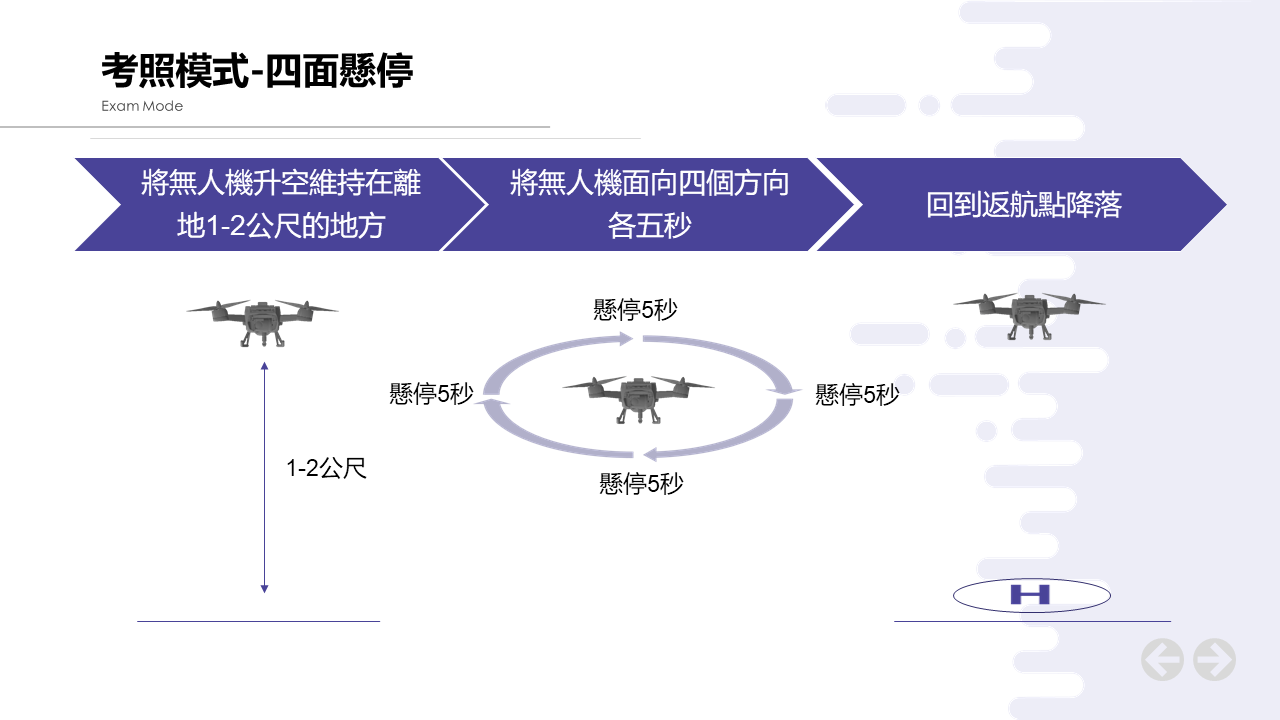 考照模式-四面懸停
Exam Mode
將無人機升空維持在離
地1-2公尺的地方
將無人機面向四個方向
各五秒
回到返航點降落
懸停5秒
懸停5秒
懸停5秒
懸停5秒
1-2公尺
H